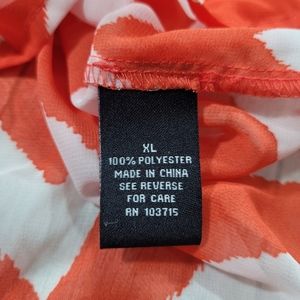 XL
100% POLYESTER
MADE IN CHINA
SEE REVERSE
FOR CARE
RN 103715